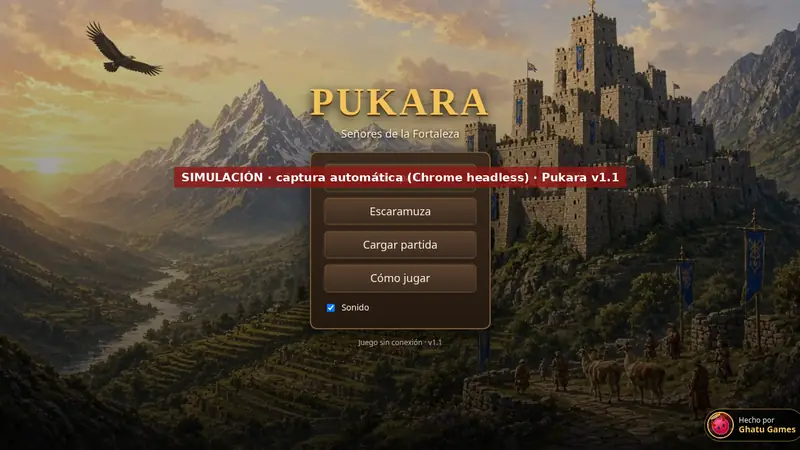 PUKARA
Señores de la Fortaleza
SIMULACIÓN · captura automática (Chrome headless) · Pukara v1.1
Escaramuza
Cargar partida
Cómo jugar
Sonido
Juego sin conexión · v1.1
Hecho por
Ghatu Games